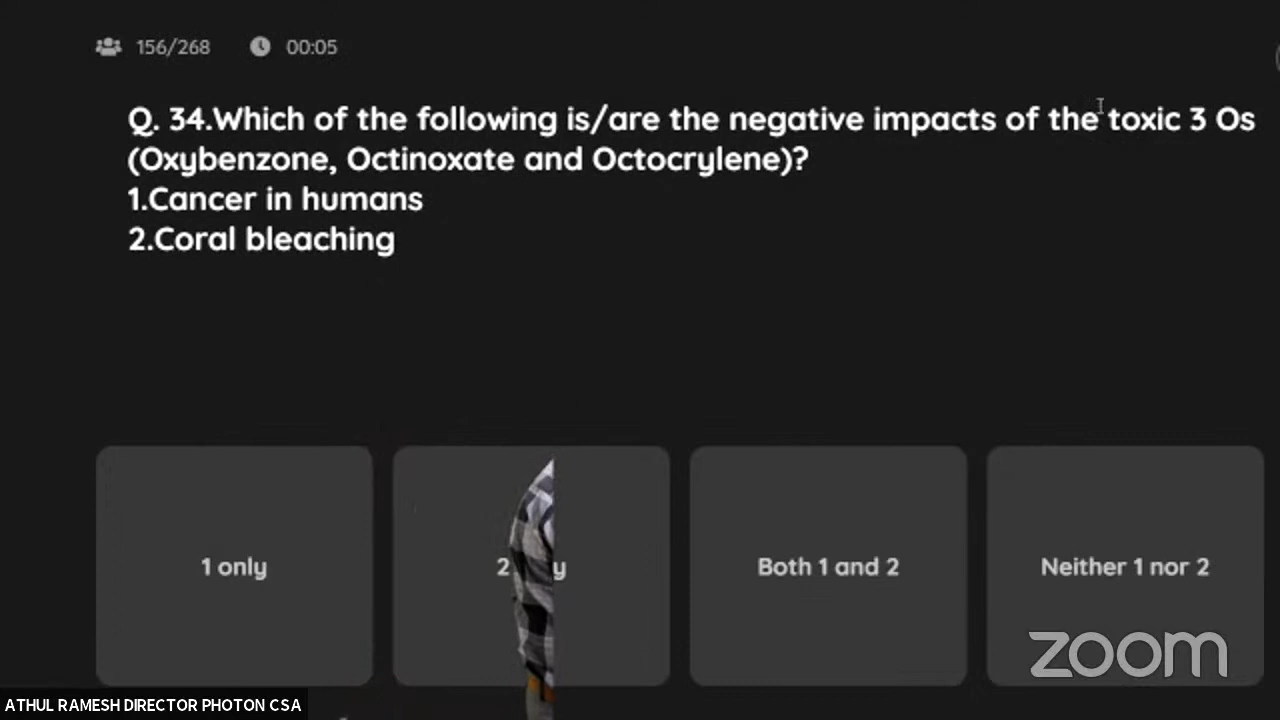 156/268 00:05
Q. 34.Which of the following is/are the negative impacts of the toxic 3 Os
(Oxybenzone, Octinoxate and Octocrylene)?
1.Cancer in humans
2.Coral bleaching
1 only
2
Both 1 and 2
Neither 1 nor 2
zoom
ATHUL RAMESH DIRECTOR PHOTON CSA